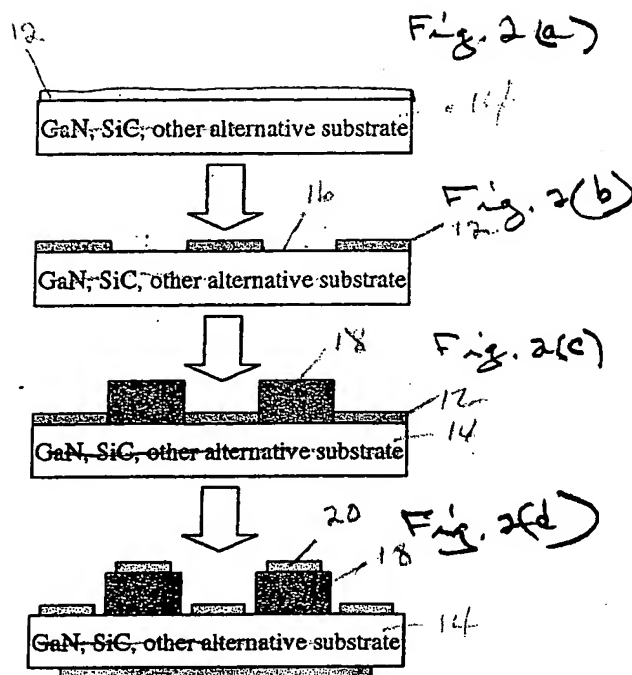 Fig. 2(a)
12
GaN, SiC, other alternative substrate
14
Fig. 2(b)
16
12
GaN, SiC, other alternative substrate
Fig. 2(c)
18
12
14
GaN, SiC, other alternative substrate
Fig. 2(d)
20
18
GaN, SiC, other alternative substrate
14